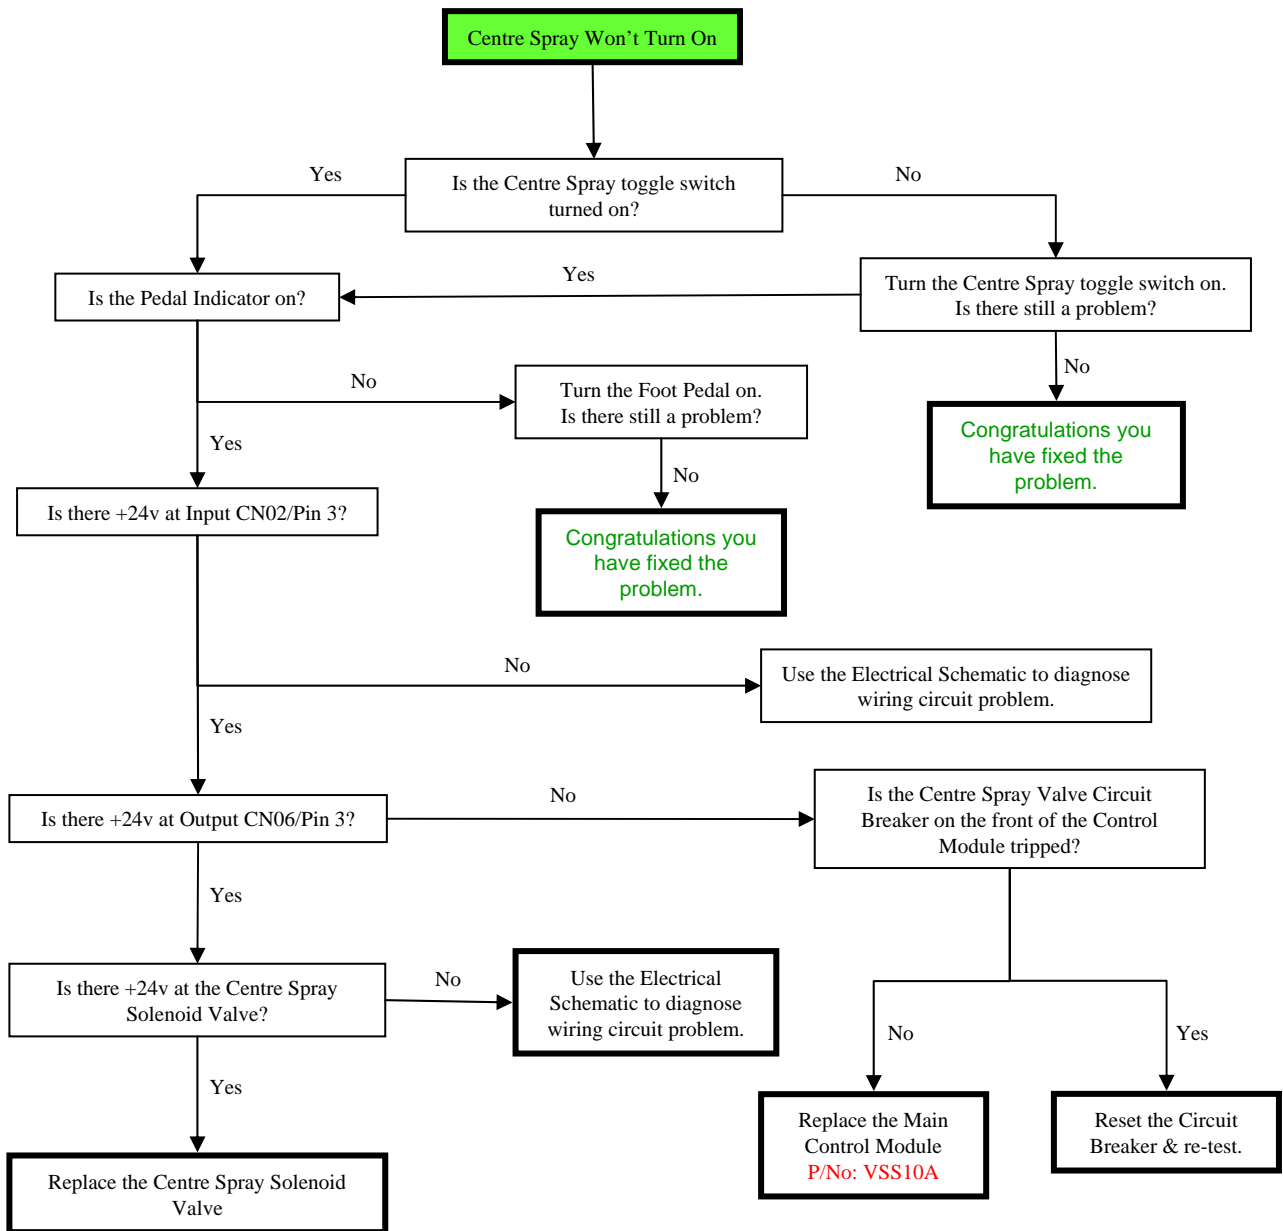 Centre Spray Won't Turn On
Yes
Is the Centre Spray toggle switch
turned on?
No
Is the Pedal Indicator on?
Yes
Turn the Centre Spray toggle switch on.
Is there still a problem?
No
Turn the Foot Pedal on.
Is there still a problem?
No
Congratulations you
have fixed the
problem.
Yes
No
Is there +24v at Input CN02/Pin 3?
Congratulations you
have fixed the
problem.
No
Use the Electrical Schematic to diagnose
wiring circuit problem.
Yes
Is there +24v at Output CN06/Pin 3?
No
Is the Centre Spray Valve Circuit
Breaker on the front of the Control
Module tripped?
Yes
Is there +24v at the Centre Spray
Solenoid Valve?
No
Use the Electrical
Schematic to diagnose
wiring circuit problem.
No
Yes
Yes
Replace the Centre Spray Solenoid
Valve
Replace the Main
Control Module
P/No: VSS10A
Reset the Circuit
Breaker & re-test.